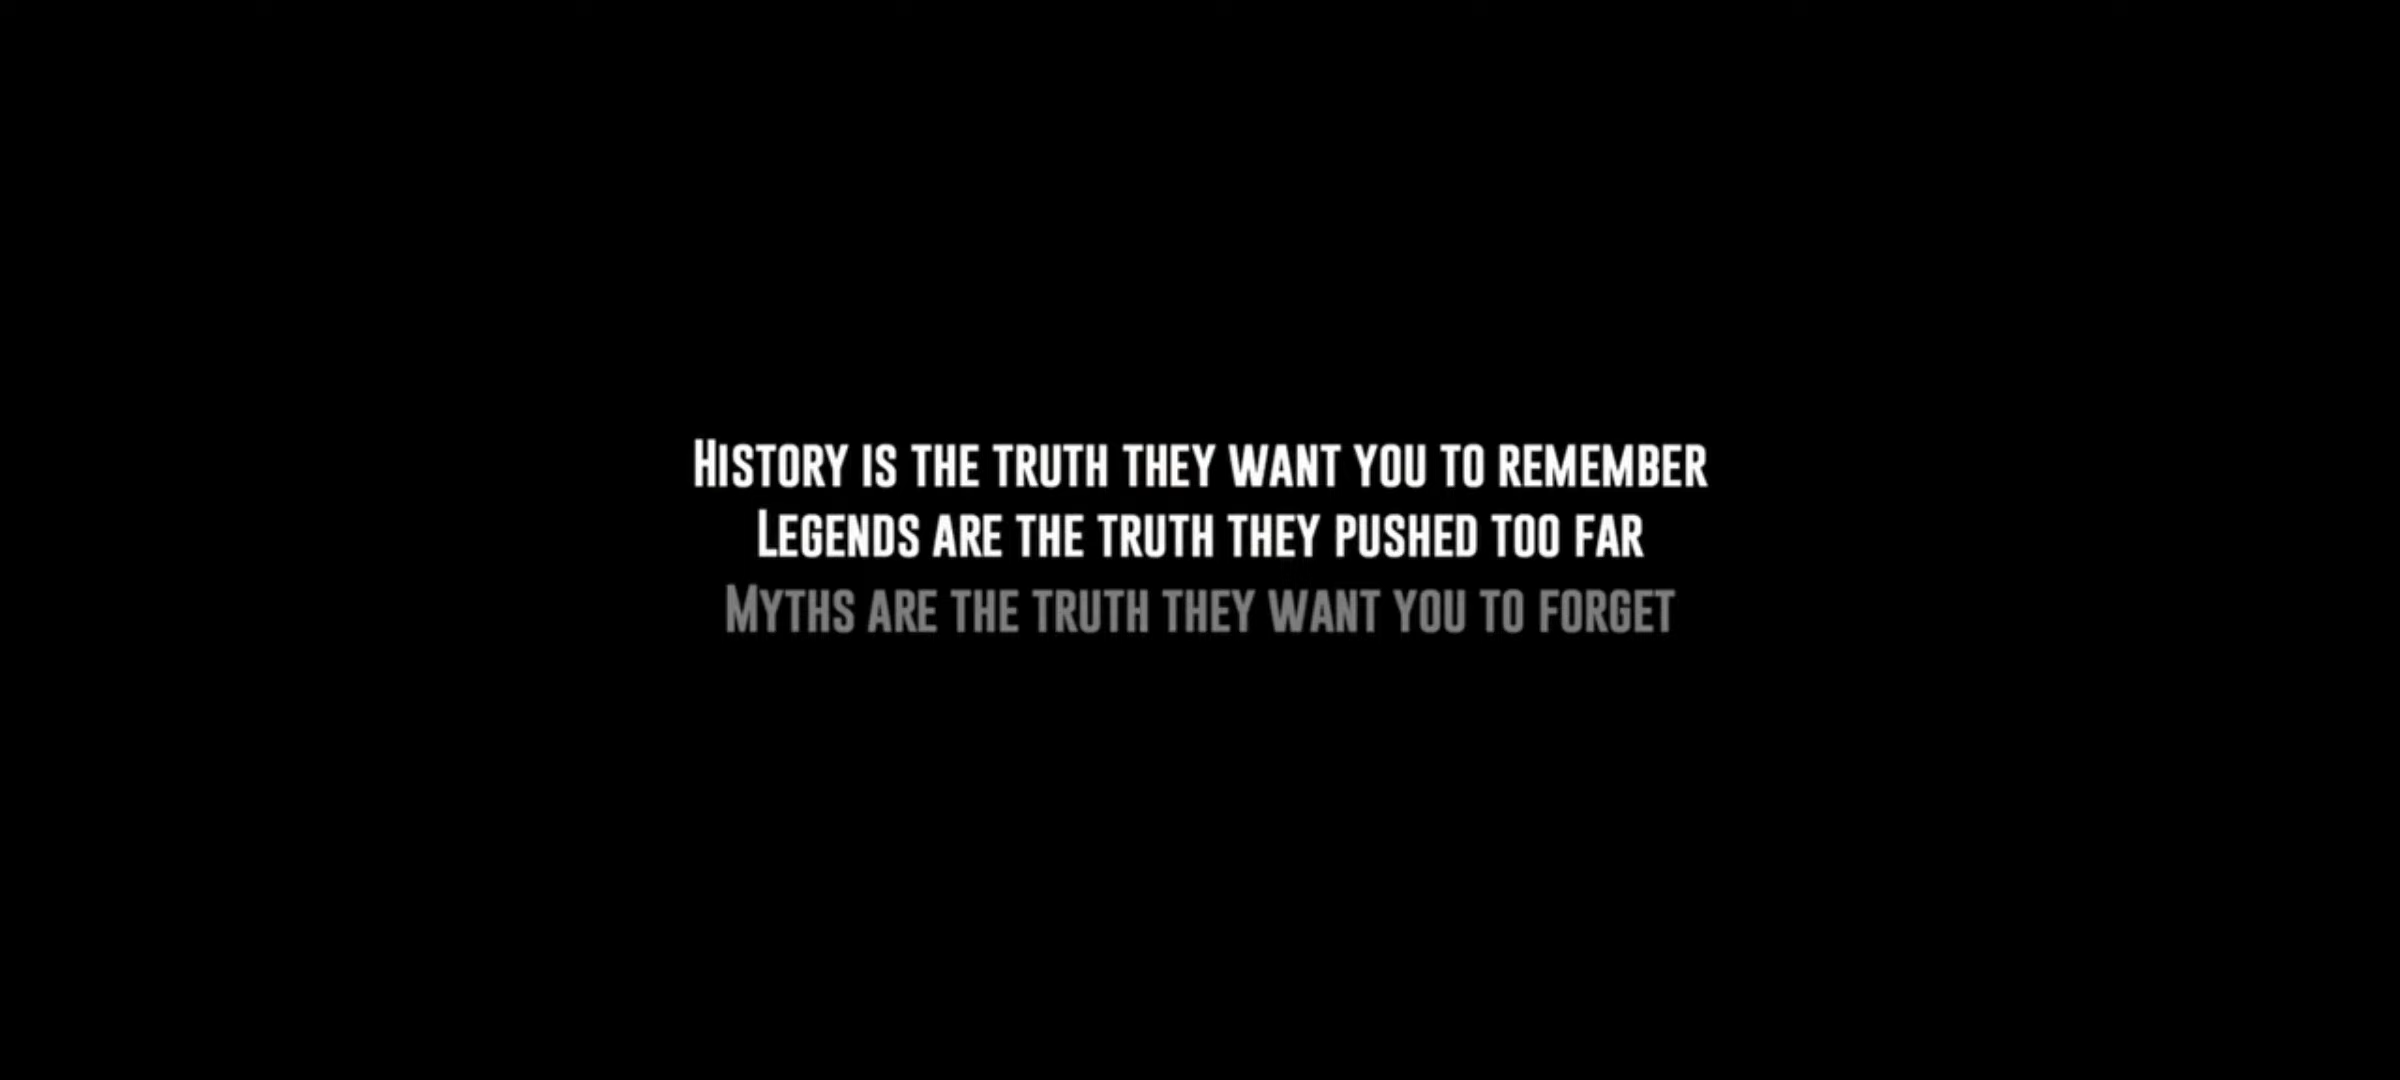 History is the truth they want you to remember
Legends are the truth they pushed too far
Myths are the truth they want you to forget